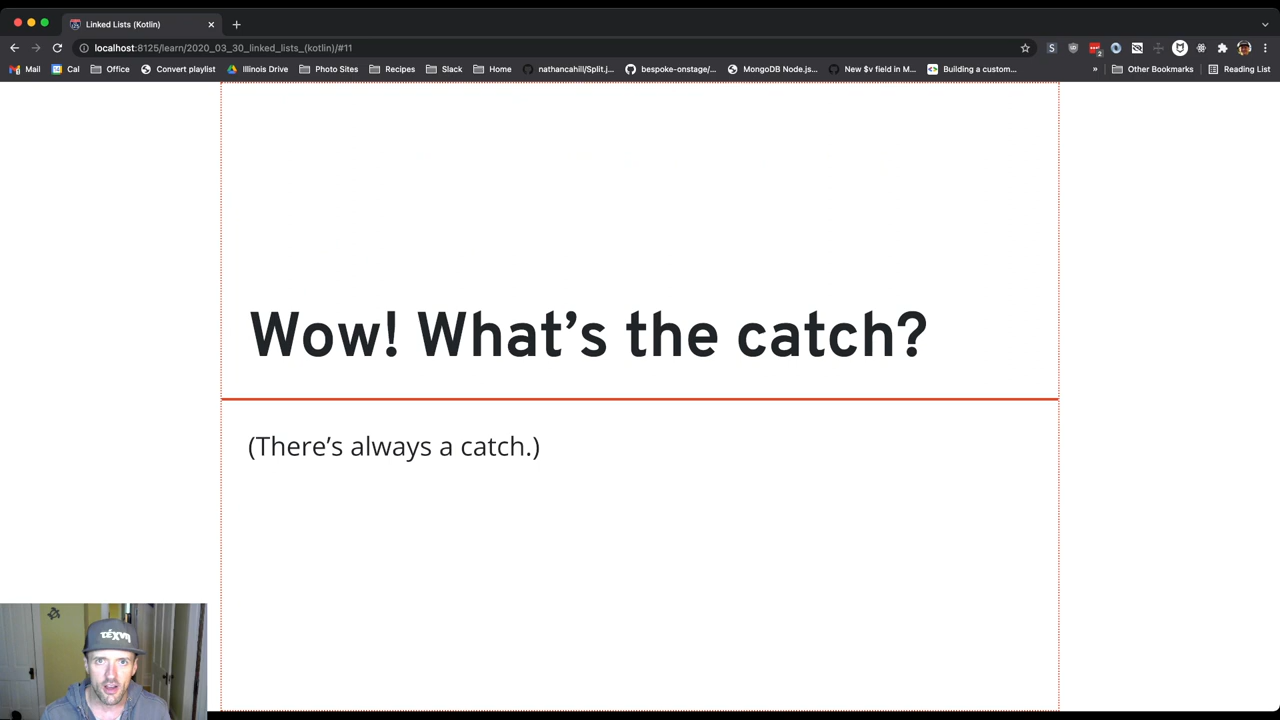 Linked Lists (Kotlin)
localhost:8125/learn/2020_03_30_linked_lists_(kotlin)/#11
Mail Cal Office Convert playlist Illinois Drive Photo Sites Recipes Slack Home nathancahill/Split.j... bespoke-onstage/... MongoDB Node.js... New $v field in M... Building a custom... » Other Bookmarks Reading List
Wow! What’s the catch?
(There’s always a catch.)